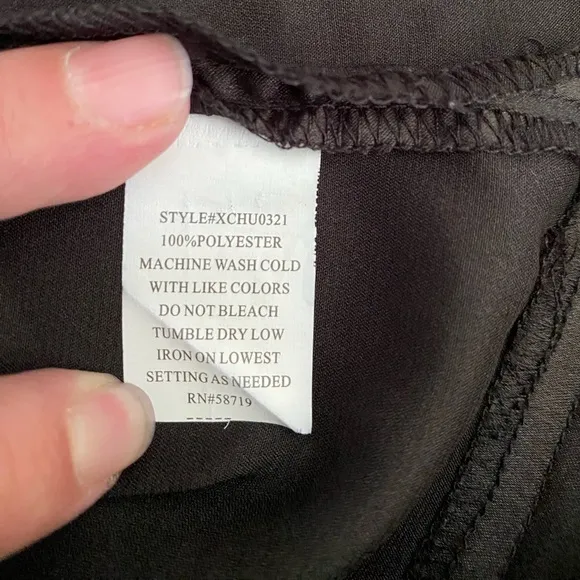 STYLE#XCHU0321
100%POLYESTER
MACHINE WASH COLD
WITH LIKE COLORS
DO NOT BLEACH
TUMBLE DRY LOW
IRON ON LOWEST
SETTING AS NEEDED
RN#58719